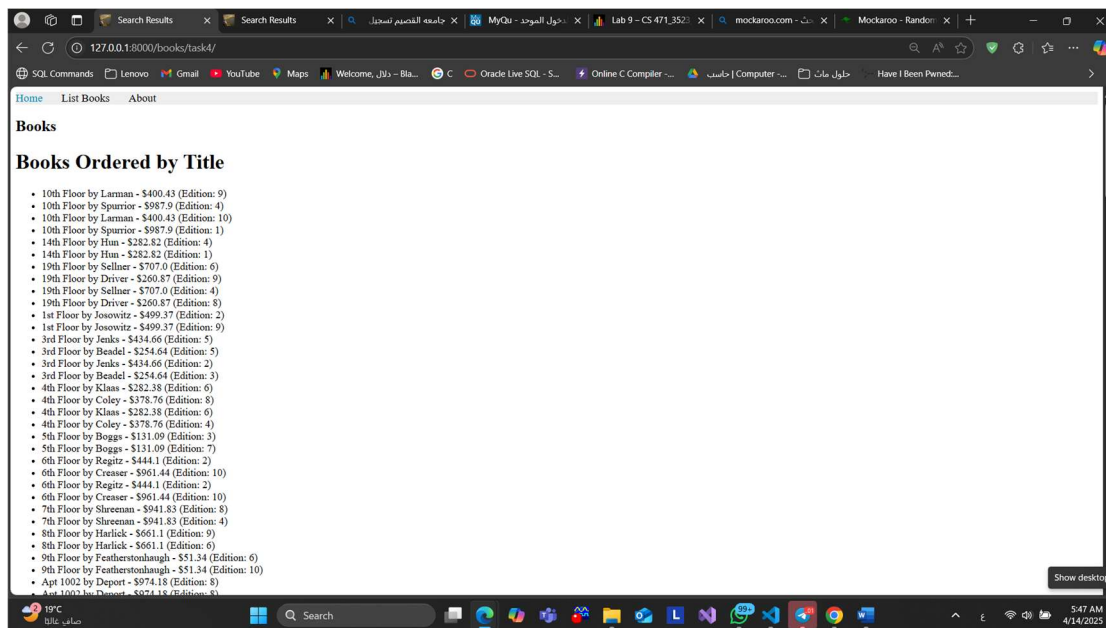 Search Results
Search Results
جامعه القصيم تسجيل
MyQu - دخول الموحد
Lab 9 – CS 471_3523
mockaroo.com - بحث
Mockaroo - Random
127.0.0.1:8000/books/task4/
SQL Commands Lenovo Gmail YouTube Maps Welcome, دلال – Bla... C Oracle Live SQL - S... Online C Compiler -... حاسب | Computer -... حلول ماث Have I Been Pwned:...
Home List Books About
Books
Books Ordered by Title
10th Floor by Larman - $400.43 (Edition: 9)
10th Floor by Spurrior - $987.9 (Edition: 4)
10th Floor by Larman - $400.43 (Edition: 10)
10th Floor by Spurrior - $987.9 (Edition: 1)
14th Floor by Hun - $282.82 (Edition: 4)
14th Floor by Hun - $282.82 (Edition: 1)
19th Floor by Sellner - $707.0 (Edition: 6)
19th Floor by Driver - $260.87 (Edition: 9)
19th Floor by Sellner - $707.0 (Edition: 4)
19th Floor by Driver - $260.87 (Edition: 8)
1st Floor by Josowitz - $499.37 (Edition: 2)
1st Floor by Josowitz - $499.37 (Edition: 9)
3rd Floor by Jenks - $434.66 (Edition: 5)
3rd Floor by Beadel - $254.64 (Edition: 5)
3rd Floor by Jenks - $434.66 (Edition: 2)
3rd Floor by Beadel - $254.64 (Edition: 3)
4th Floor by Klaas - $282.38 (Edition: 6)
4th Floor by Coley - $378.76 (Edition: 8)
4th Floor by Klaas - $282.38 (Edition: 6)
4th Floor by Coley - $378.76 (Edition: 4)
5th Floor by Boggs - $131.09 (Edition: 3)
5th Floor by Boggs - $131.09 (Edition: 7)
6th Floor by Regitz - $444.1 (Edition: 2)
6th Floor by Creaser - $961.44 (Edition: 10)
6th Floor by Regitz - $444.1 (Edition: 2)
6th Floor by Creaser - $961.44 (Edition: 10)
7th Floor by Shreenan - $941.83 (Edition: 8)
7th Floor by Shreenan - $941.83 (Edition: 4)
8th Floor by Harlick - $661.1 (Edition: 9)
8th Floor by Harlick - $661.1 (Edition: 6)
9th Floor by Featherstonhaugh - $51.34 (Edition: 6)
9th Floor by Featherstonhaugh - $51.34 (Edition: 10)
Apt 1002 by Deport - $974.18 (Edition: 8)
Apt 1002 by Deport - $974.18 (Edition: 8)
Show desktop
2
19°C
صافٍ غالبًا
Search
99+
ع
5:47 AM
4/14/2025